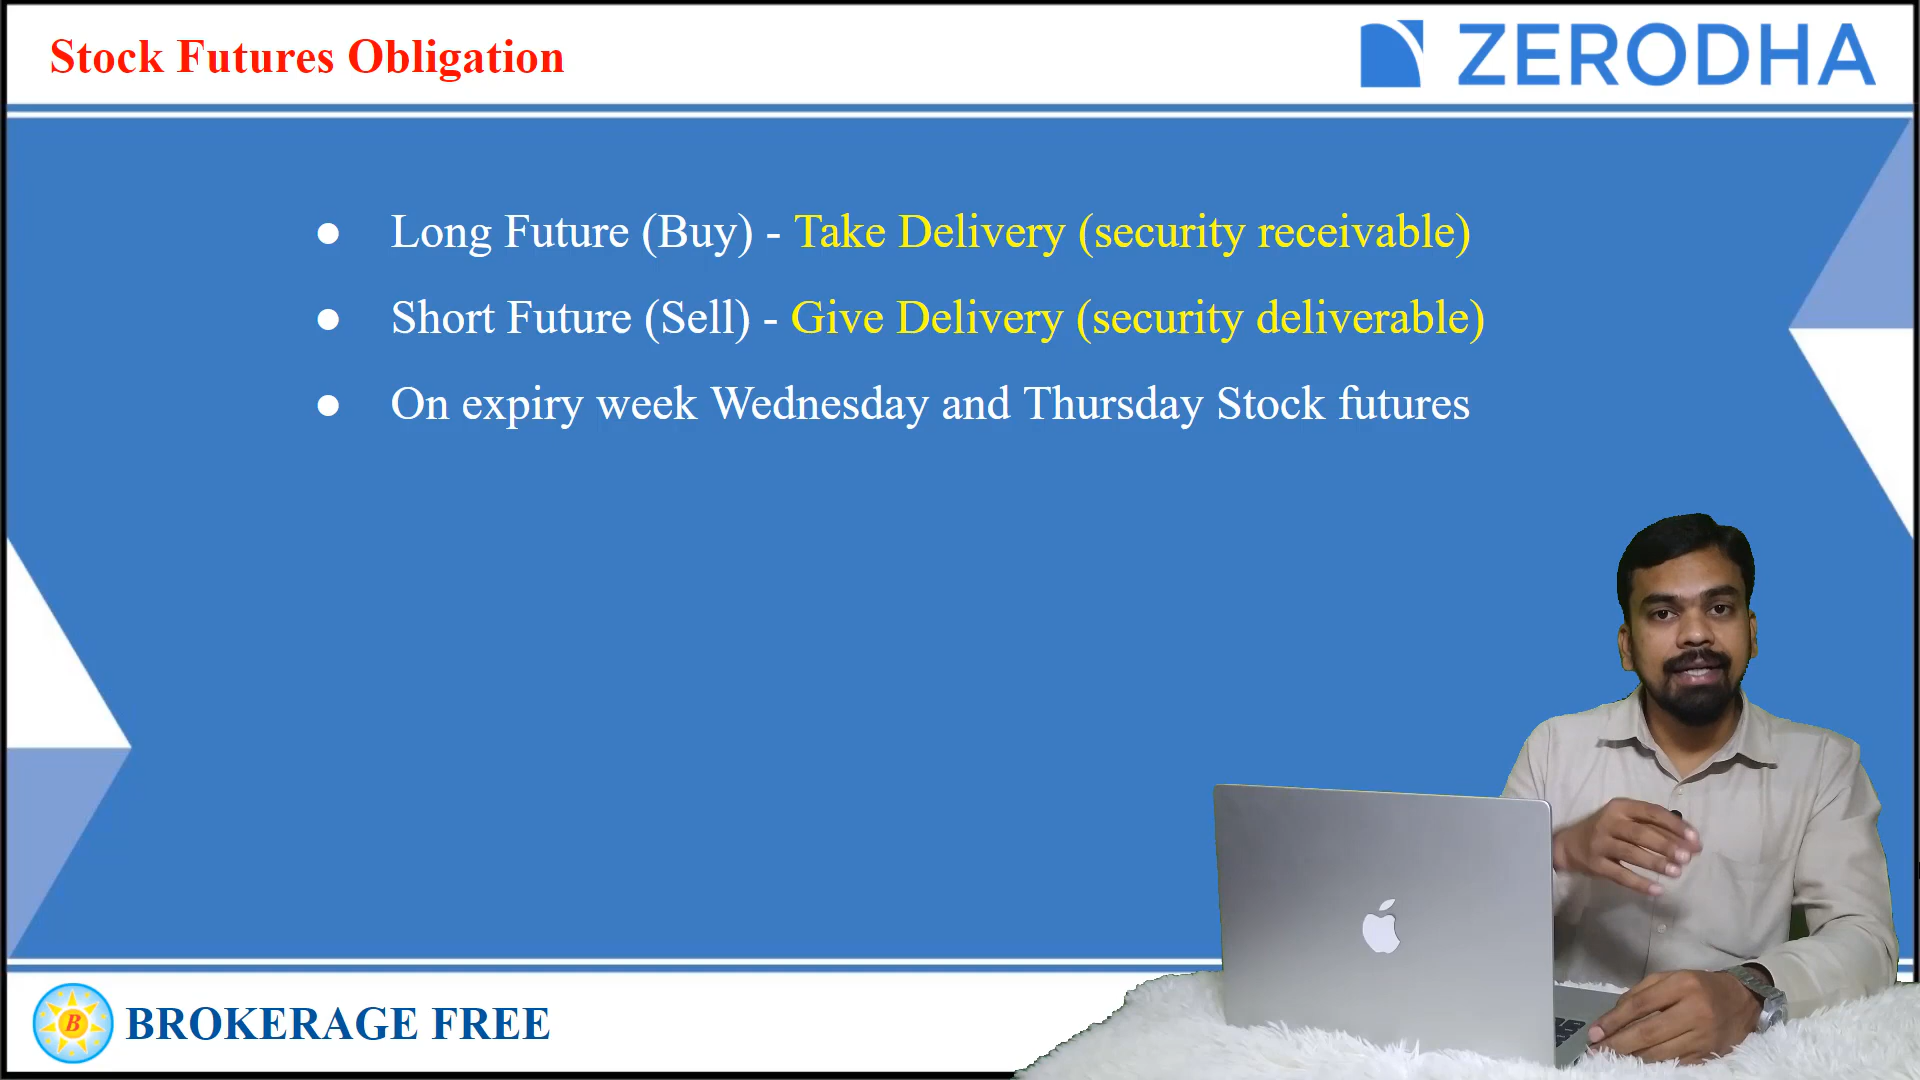 Stock Futures Obligation
ZERODHA
● Long Future (Buy) - Take Delivery (security receivable)
● Short Future (Sell) - Give Delivery (security deliverable)
● On expiry week Wednesday and Thursday Stock futures
B BROKERAGE FREE